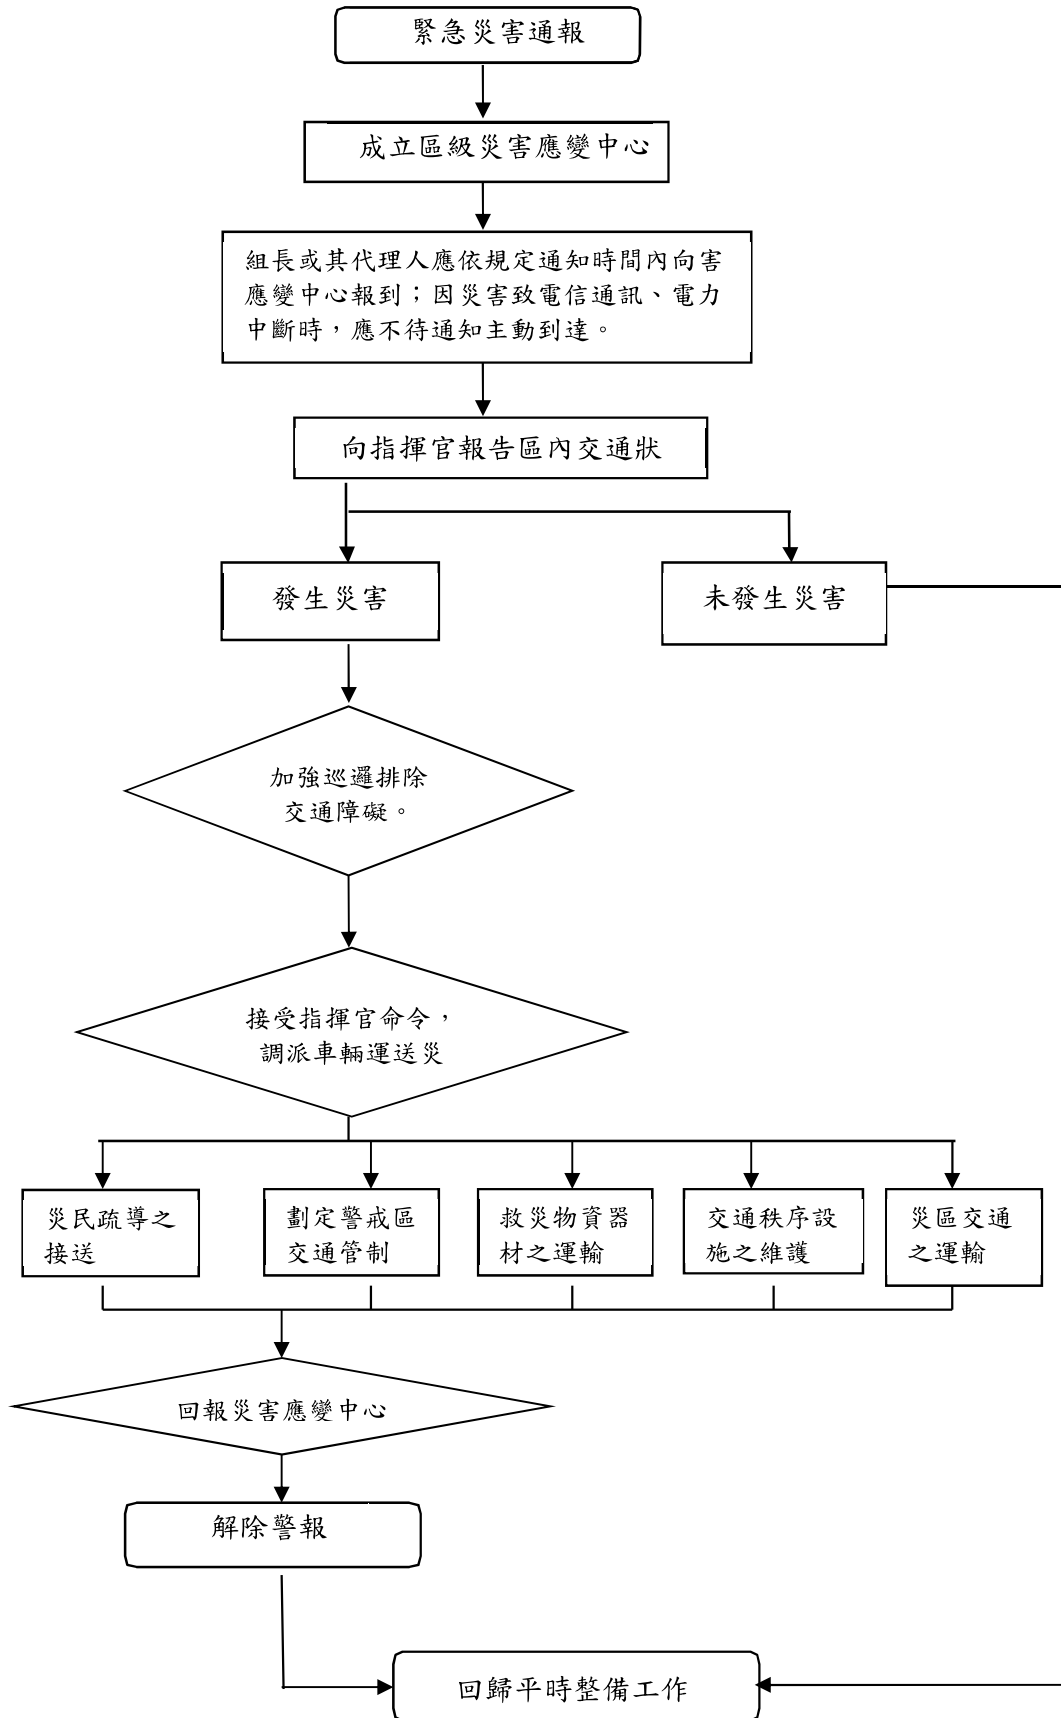 緊急災害通報
成立區級災害應變中心
組長或其代理人應依規定通知時間內向害
應變中心報到；因災害致電信通訊、電力
中斷時，應不待通知主動到達。
向指揮官報告區內交通狀
發生災害
未發生災害
加強巡邏排除
交通障礙。
接受指揮官命令，
調派車輛運送災
災民疏導之
接送
劃定警戒區
交通管制
救災物資器
材之運輸
交通秩序設
施之維護
災區交通
之運輸
回報災害應變中心
解除警報
回歸平時整備工作